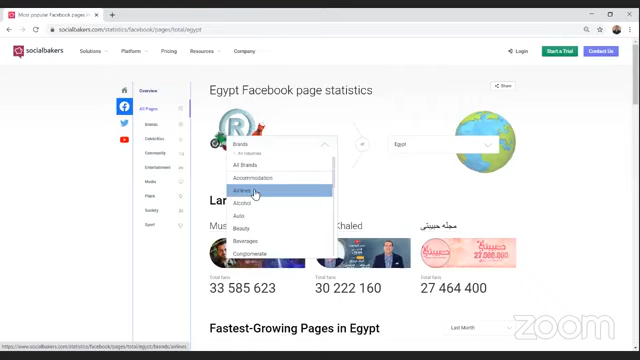 Most popular Facebook pages in
socialbakers.com/statistics/facebook/pages/total/egypt
socialbakers
Solutions
Platform
Pricing
Resources
Company
Login
Start a Trial
Contact Us
Overview
All Pages
Brands
Celebrities
Community
Entertainment
Media
Place
Society
Sport
Egypt Facebook page statistics
Share
Brands
All Industries
All Brands
Accommodation
Airlines
Alcohol
Auto
Beauty
Beverages
Conglomerate
Egypt
Lar
Mus
Khaled
مجله حبيبتى
Total fans
33 585 623
Total fans
30 222 160
Total fans
27 464 400
Fastest-Growing Pages in Egypt
Last Month
https://www.socialbakers.com/statistics/facebook/pages/total/egypt/brands/airlines
zoom